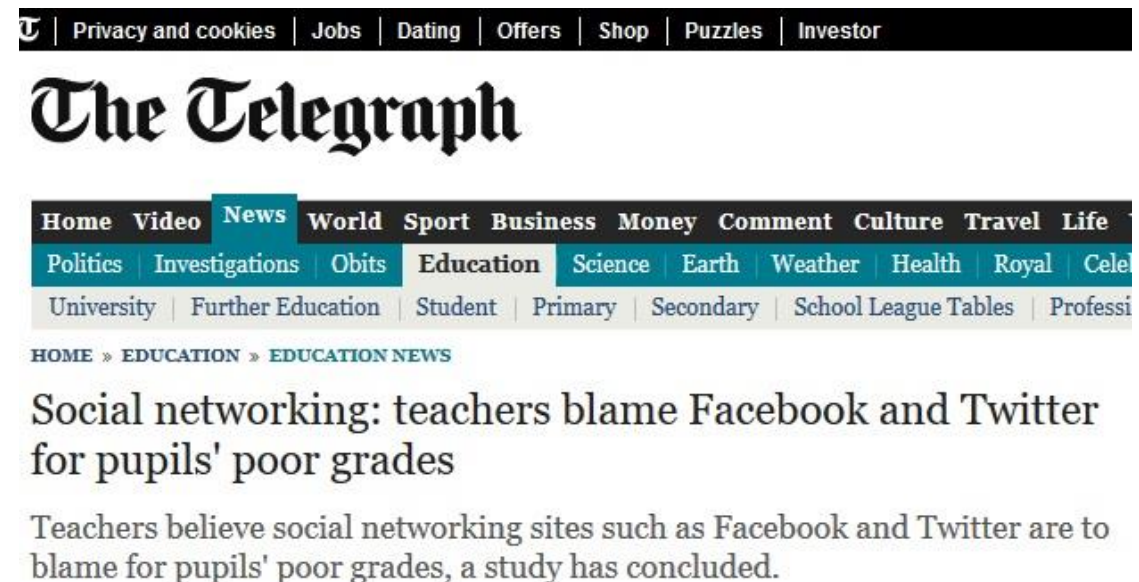 T | Privacy and cookies | Jobs | Dating | Offers | Shop | Puzzles | Investor
The Telegraph
Home Video News World Sport Business Money Comment Culture Travel Life
Politics | Investigations | Obits Education Science | Earth | Weather | Health | Royal |
University | Further Education | Student | Primary | Secondary | School League Tables |
HOME » EDUCATION » EDUCATION NEWS
Social networking: teachers blame Facebook and Twitter
for pupils' poor grades
Teachers believe social networking sites such as Facebook and Twitter are to
blame for pupils' poor grades, a study has concluded.